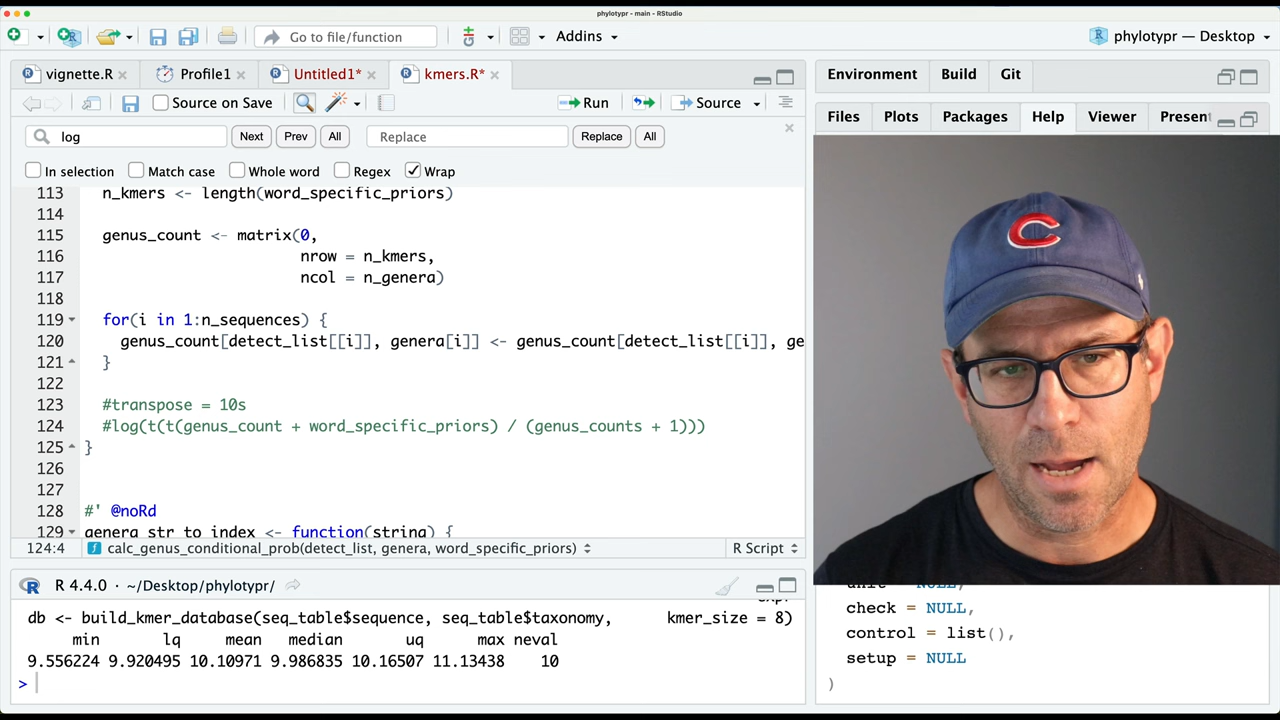 phylotypr - main - RStudio
Go to file/function
Addins
phylotypr — Desktop
vignette.R
Profile1
Untitled1*
kmers.R*
Source on Save
Run
Source
log
Next
Prev
All
Replace
Replace
All
In selection
Match case
Whole word
Regex
Wrap
113 n_kmers <- length(word_specific_priors)
114
115 genus_count <- matrix(0,
116 nrow = n_kmers,
117 ncol = n_genera)
118
119 for(i in 1:n_sequences) {
120 genus_count[detect_list[[i]], genera[i]] <- genus_count[detect_list[[i]], ge
121 }
122
123 #transpose = 10s
124 #log(t(t(genus_count + word_specific_priors) / (genus_counts + 1)))
125 }
126
127
128 #' @noRd
129 genera_str_to_index <- function(string) {
124:4
calc_genus_conditional_prob(detect_list, genera, word_specific_priors)
R Script
R 4.4.0 · ~/Desktop/phylotypr/
expr
db <- build_kmer_database(seq_table$sequence, seq_table$taxonomy, kmer_size = 8)
min lq mean median uq max neval
9.556224 9.920495 10.10971 9.986835 10.16507 11.13438 10
>
Environment
Build
Git
Files
Plots
Packages
Help
Viewer
Present
C
unit = NULL,
check = NULL,
control = list(),
setup = NULL
)